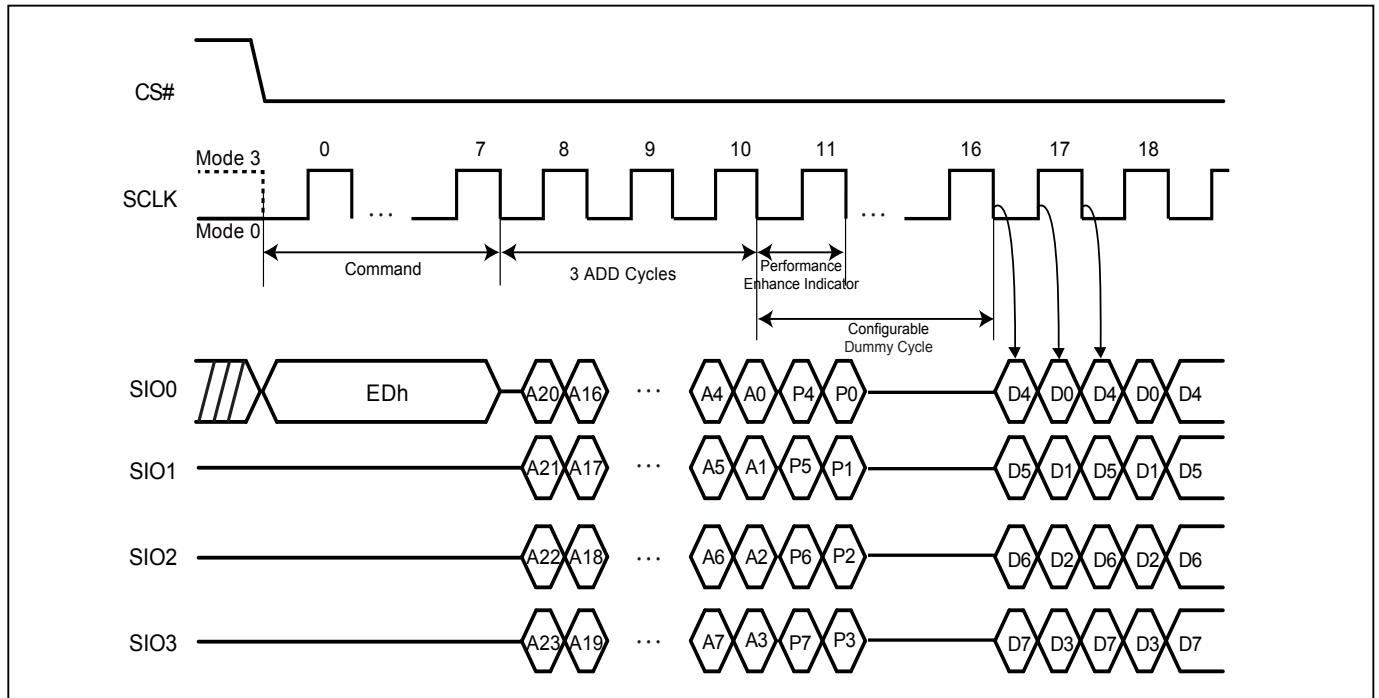 CS#
Mode 3
0 7 8 9 10 11 16 17 18
SCLK
...
...
Mode 0
Command
3 ADD Cycles
Performance
Enhance Indicator
Configurable
Dummy Cycle
SIO0 EDh A20 A16 ... A4 A0 P4 P0 D4 D0 D4 D0 D4
SIO1 A21 A17 ... A5 A1 P5 P1 D5 D1 D5 D1 D5
SIO2 A22 A18 ... A6 A2 P6 P2 D6 D2 D6 D2 D6
SIO3 A23 A19 ... A7 A3 P7 P3 D7 D3 D7 D3 D7